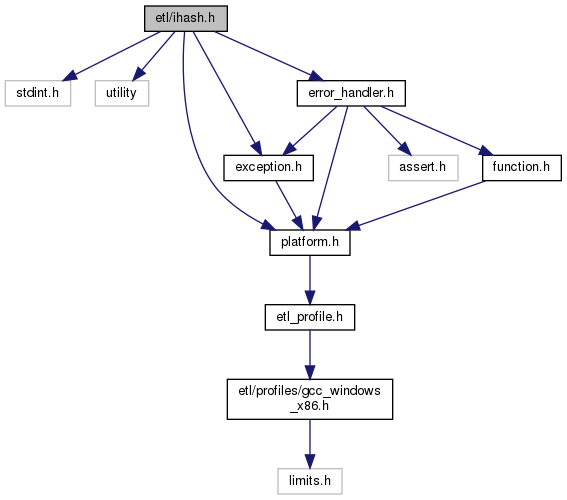 etl/ihash.h
stdint.h
utility
error_handler.h
exception.h
assert.h
function.h
platform.h
etl_profile.h
etl/profiles/gcc_windows
_x86.h
limits.h